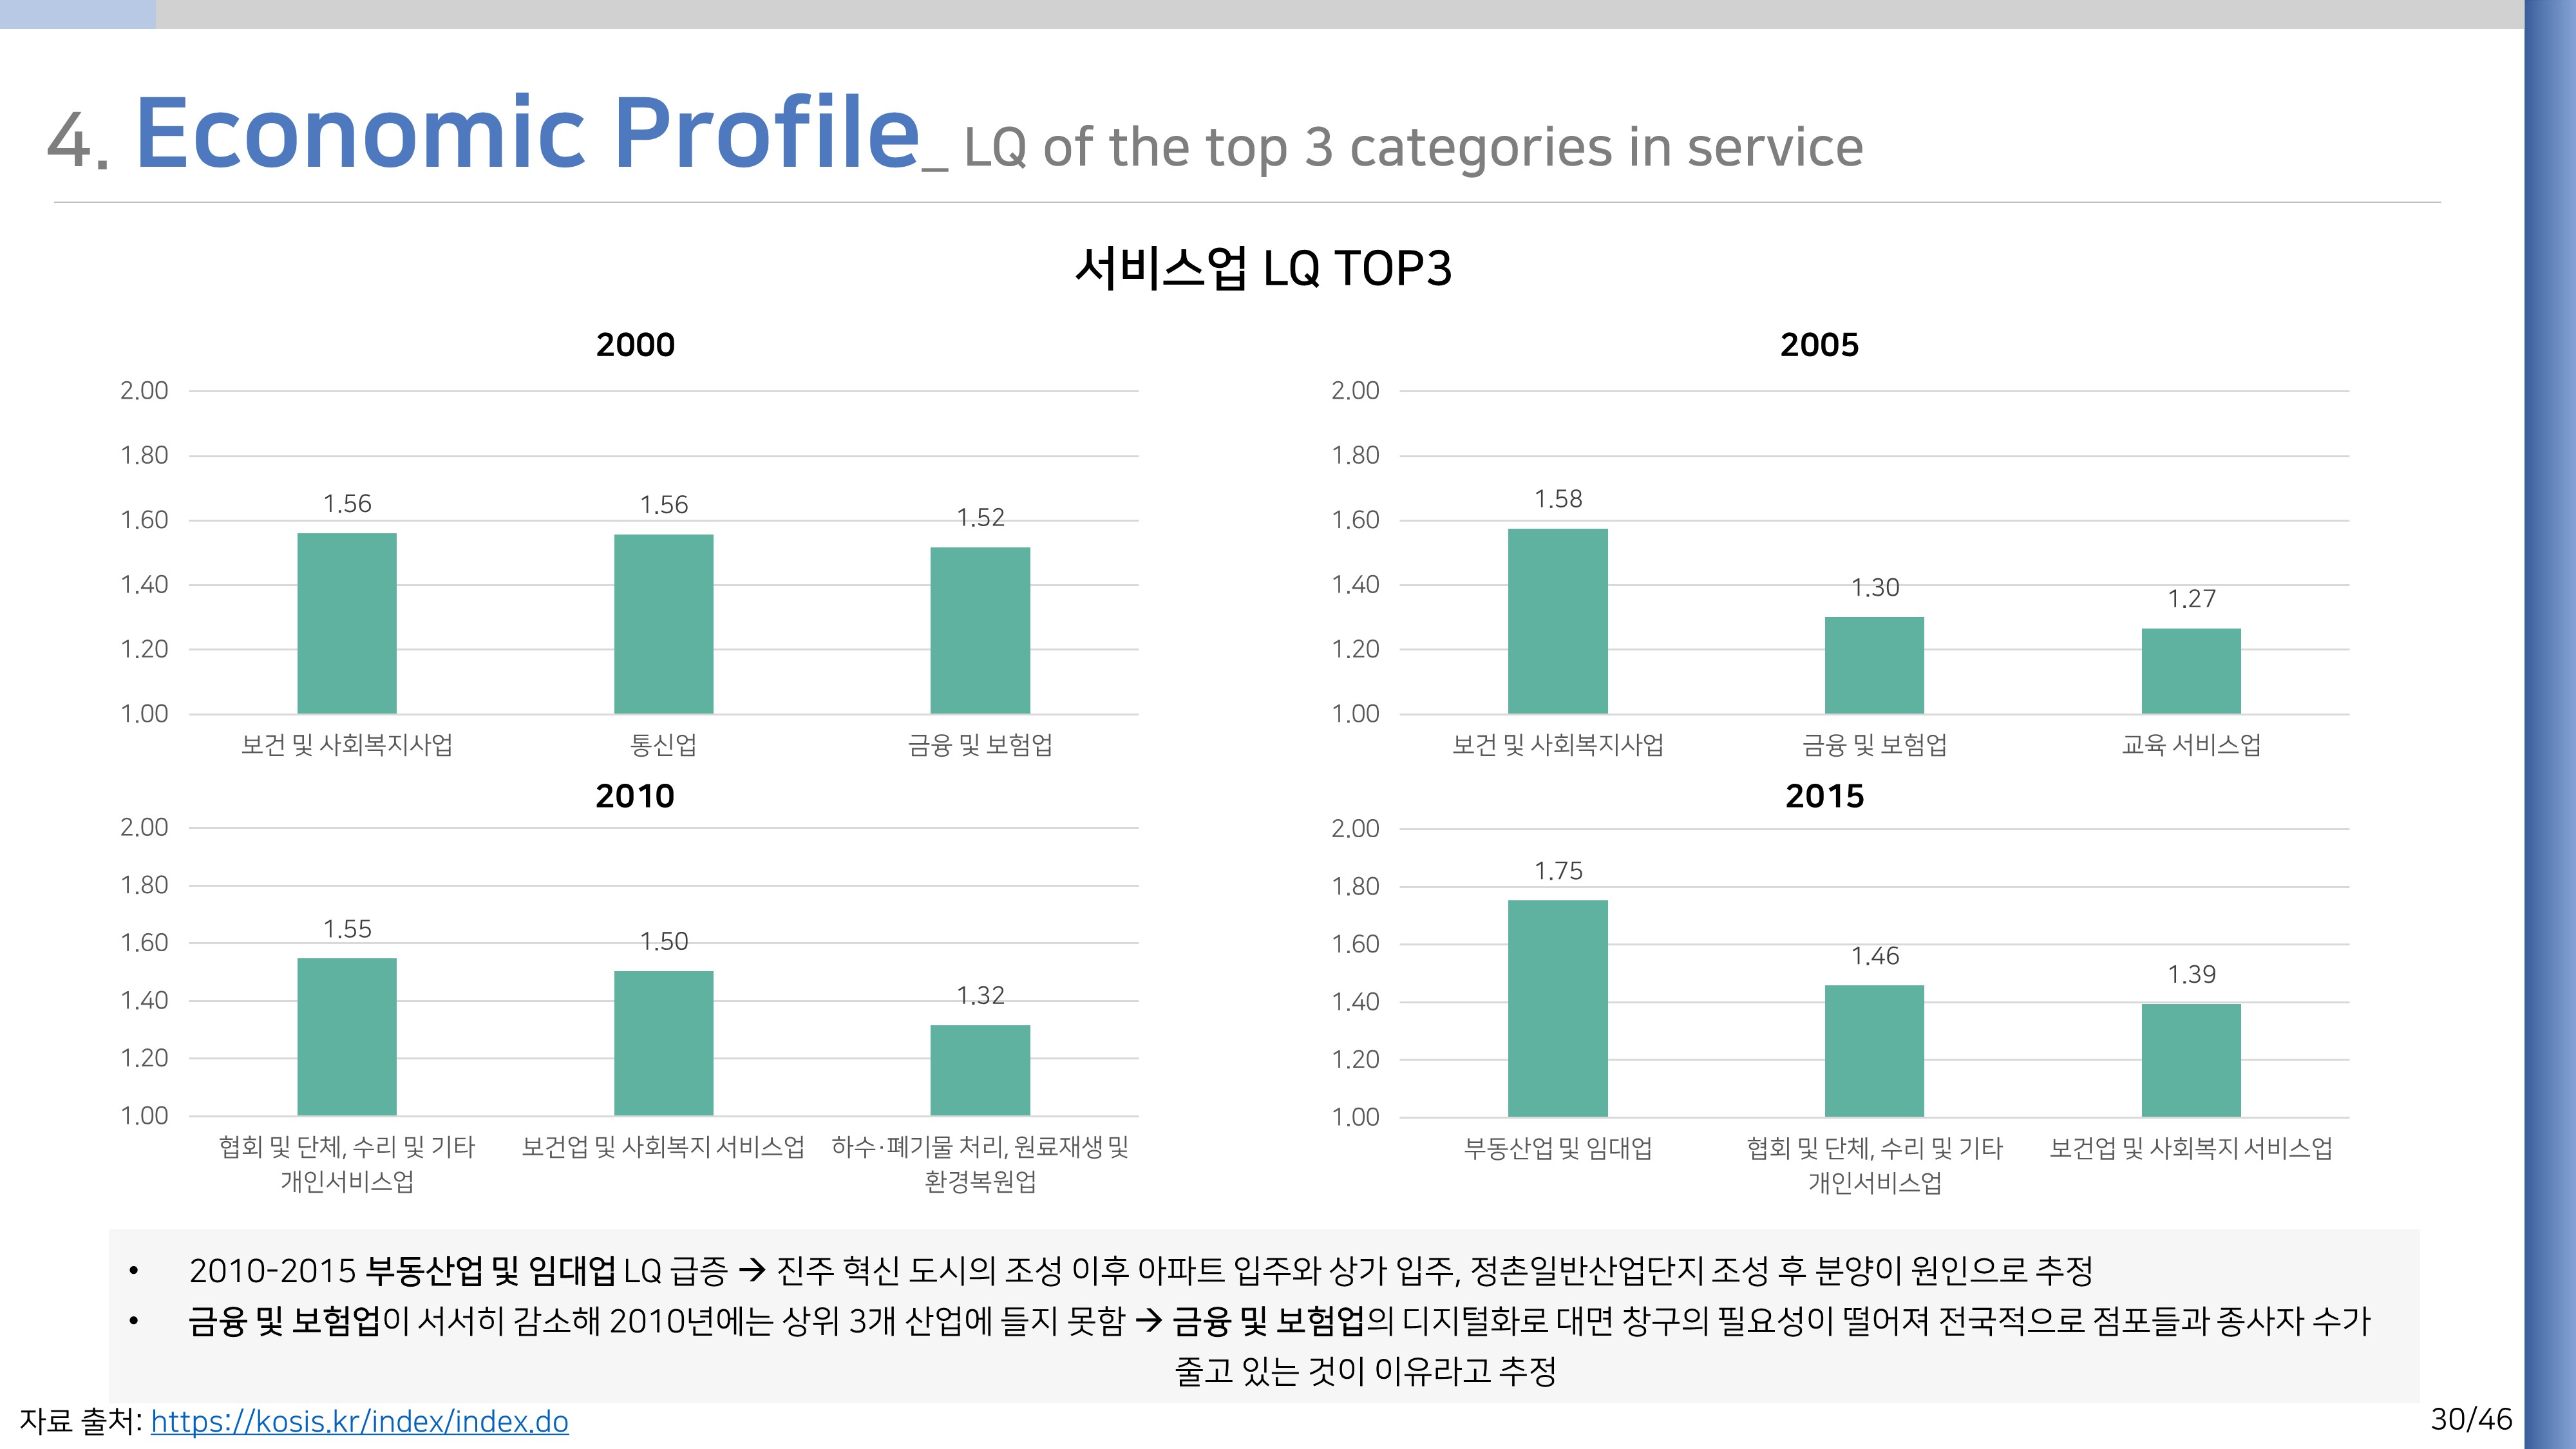 4. Economic Profile_ LQ of the top 3 categories in service
서비스업 LQ TOP3
2000
2.00
1.80
1.60
1.40
1.20
1.00
1.56
1.56
1.52
보건 및 사회복지사업
통신업
금융 및 보험업
2005
2.00
1.80
1.60
1.40
1.20
1.00
1.58
1.30
1.27
보건 및 사회복지사업
금융 및 보험업
교육 서비스업
2010
2.00
1.80
1.60
1.40
1.20
1.00
1.55
1.50
1.32
협회 및 단체, 수리 및 기타
개인서비스업
보건업 및 사회복지 서비스업
하수·폐기물 처리, 원료재생 및
환경복원업
2015
2.00
1.80
1.60
1.40
1.20
1.00
1.75
1.46
1.39
부동산업 및 임대업
협회 및 단체, 수리 및 기타
개인서비스업
보건업 및 사회복지 서비스업
• 2010-2015 부동산업 및 임대업 LQ 급증 → 진주 혁신 도시의 조성 이후 아파트 입주와 상가 입주, 정촌일반산업단지 조성 후 분양이 원인으로 추정
• 금융 및 보험업이 서서히 감소해 2010년에는 상위 3개 산업에 들지 못함 → 금융 및 보험업의 디지털화로 대면 창구의 필요성이 떨어져 전국적으로 점포들과 종사자 수가
줄고 있는 것이 이유라고 추정
자료 출처: https://kosis.kr/index/index.do
30/46